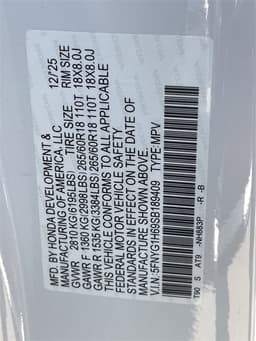 MFD. BY HONDA DEVELOPMENT &
MANUFACTURING OF AMERICA, LLC 12/25
GVWR 2810 KG(6195LBS) TIRE SIZE RIM SIZE
GAWR F 1360 KG(2998LBS)265/60R18 110T 18X8.0J
GAWR R 1535 KG(3384LBS)265/60R18 110T 18X8.0J
THIS VEHICLE CONFORMS TO ALL APPLICABLE
FEDERAL MOTOR VEHICLE SAFETY
STANDARDS IN EFFECT ON THE DATE OF
MANUFACTURE SHOWN ABOVE.
V.I.N. 5FNYG1H69SB189409 TYPE: MPV
T90 S AT9 -NH883P -R -B
S